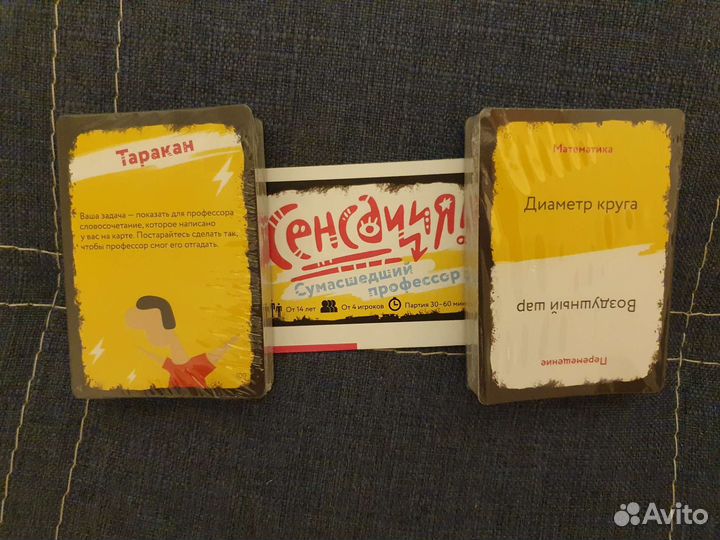 Таракан
Ваша задача — показать для профессора
словосочетание, которое написано
у вас на карте. Постарайтесь сделать так,
чтобы профессор смог его отгадать.
Сенсация!
Сумасшедший
профессор
От 14 лет
От 4 игроков
Партия 30–60 мин
Математика
Диаметр круга
Воздушный шар
Перемещение
Avito